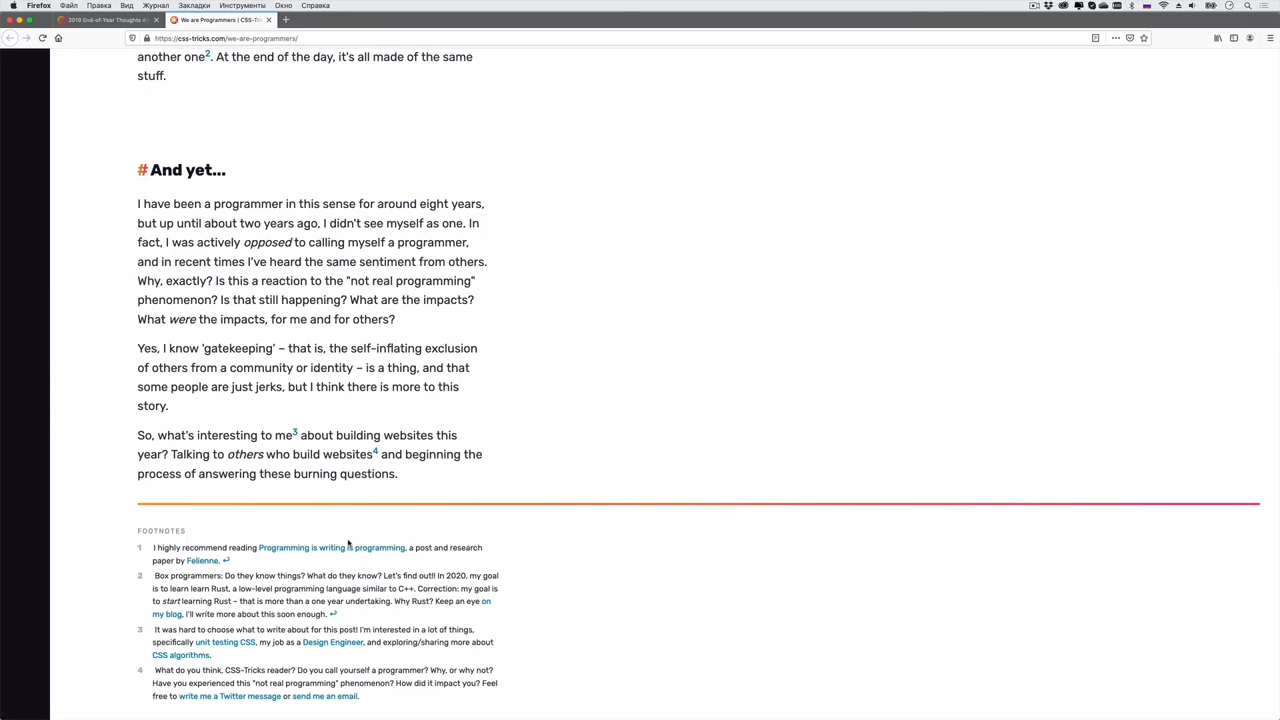 Firefox Файл Правка Вид Журнал Закладки Инструменты Окно Справка
2019 End-of-Year Thoughts We are Programmers | CSS-Tri
https://css-tricks.com/we-are-programmers/
another one2. At the end of the day, it's all made of the same
stuff.
# And yet...
I have been a programmer in this sense for around eight years,
but up until about two years ago, I didn't see myself as one. In
fact, I was actively opposed to calling myself a programmer,
and in recent times I've heard the same sentiment from others.
Why, exactly? Is this a reaction to the "not real programming"
phenomenon? Is that still happening? What are the impacts?
What were the impacts, for me and for others?
Yes, I know 'gatekeeping' – that is, the self-inflating exclusion
of others from a community or identity – is a thing, and that
some people are just jerks, but I think there is more to this
story.
So, what's interesting to me3 about building websites this
year? Talking to others who build websites4 and beginning the
process of answering these burning questions.
FOOTNOTES
1 I highly recommend reading Programming is writing is programming, a post and research
paper by Felienne. ↩
2 Box programmers: Do they know things? What do they know? Let's find out!! In 2020, my goal
is to learn learn Rust, a low-level programming language similar to C++. Correction: my goal is
to start learning Rust – that is more than a one year undertaking. Why Rust? Keep an eye on
my blog, I'll write more about this soon enough. ↩
3 It was hard to choose what to write about for this post! I'm interested in a lot of things,
specifically unit testing CSS, my job as a Design Engineer, and exploring/sharing more about
CSS algorithms.
4 What do you think, CSS-Tricks reader? Do you call yourself a programmer? Why, or why not?
Have you experienced this "not real programming" phenomenon? How did it impact you? Feel
free to write me a Twitter message or send me an email.